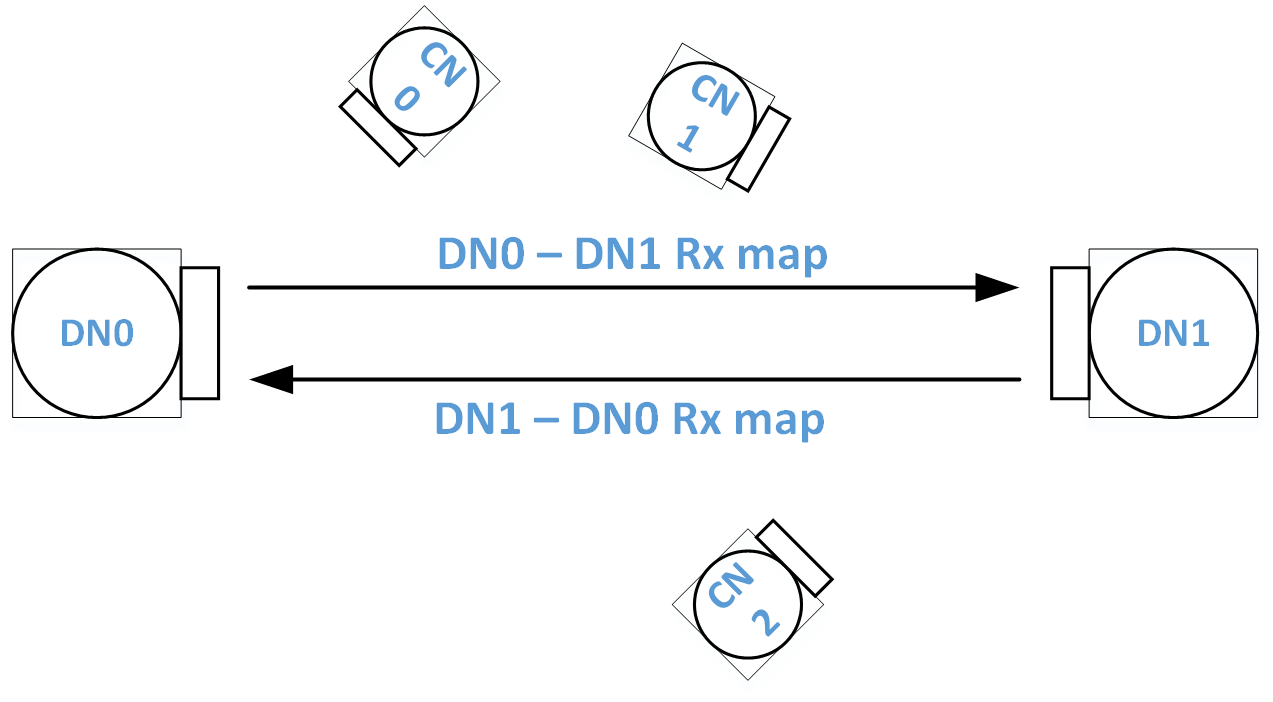 CN
0
CN
1
DN0 – DN1 Rx map
DN0
DN1
DN1 – DN0 Rx map
CN
2